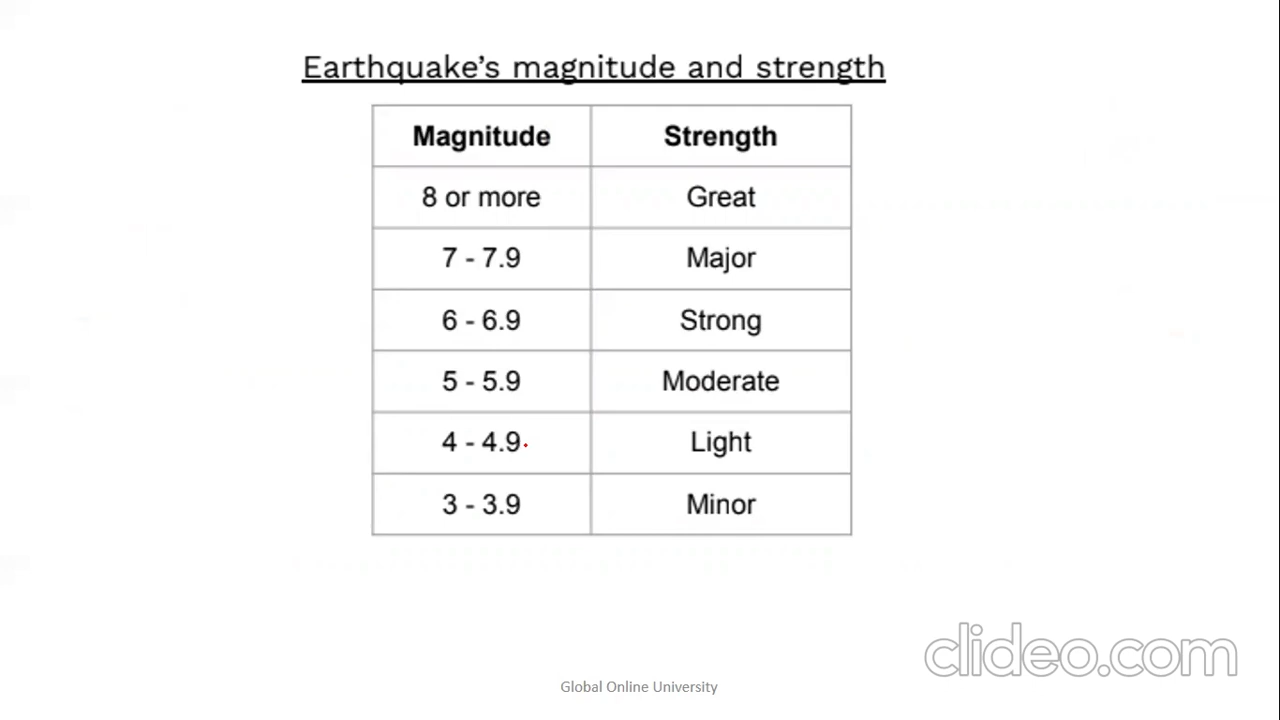 Earthquake’s magnitude and strength
Magnitude Strength
8 or more Great
7 - 7.9 Major
6 - 6.9 Strong
5 - 5.9 Moderate
4 - 4.9 Light
3 - 3.9 Minor
clideo.com
Global Online University